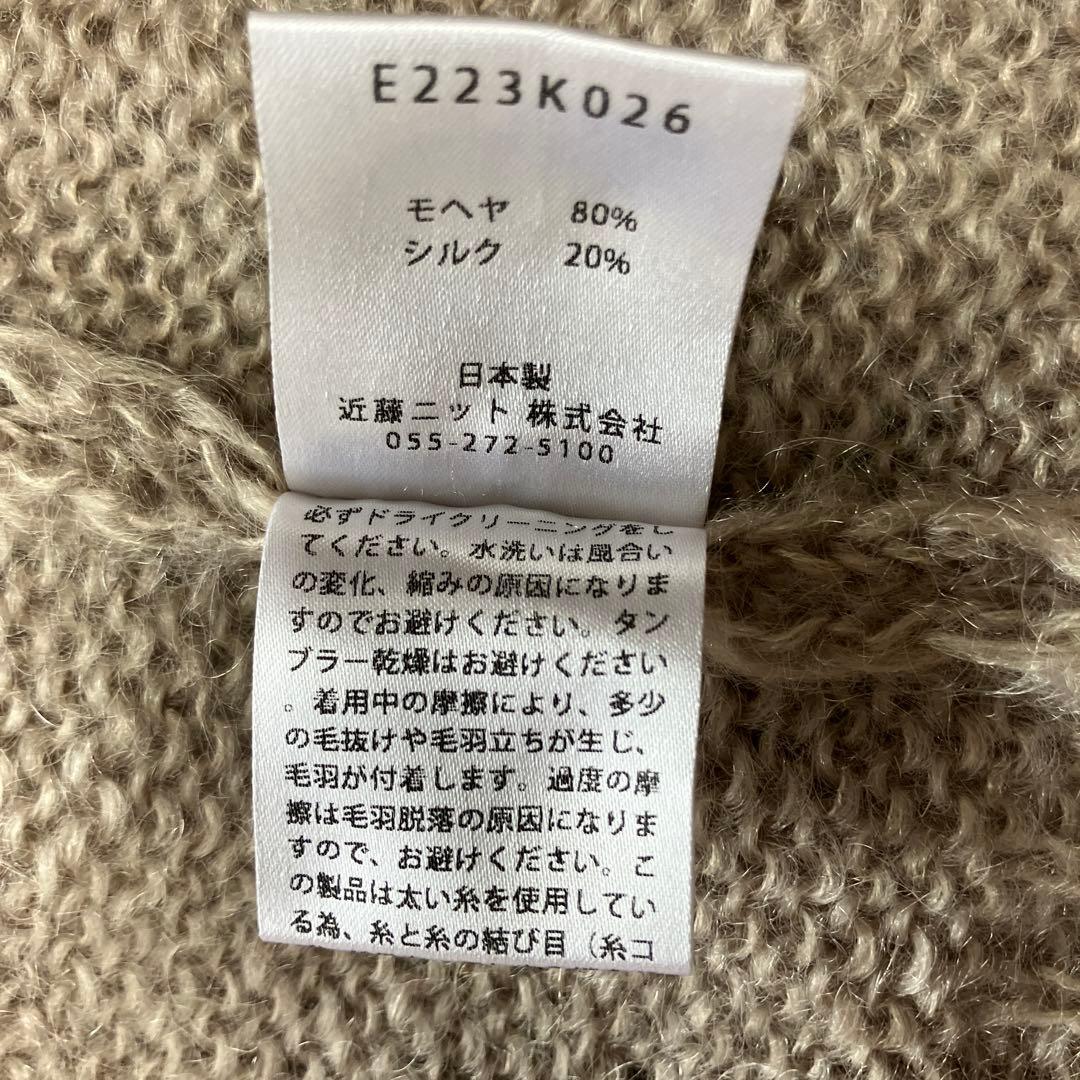 E223K026
モヘヤ 80%
シルク 20%
日本製
近藤ニット 株式会社
055-272-5100
必ずドライクリーニングをし
てください。水洗いは風合い
の変化、縮みの原因になりま
すのでお避けください。タン
ブラー乾燥はお避けください
。着用中の摩擦により、多少
の毛抜けや毛羽立ちが生じ、
毛羽が付着します。過度の摩
擦は毛羽脱落の原因になりま
すので、お避けください。こ
の製品は太い糸を使用してい
る為、糸と糸の結び目（糸コ